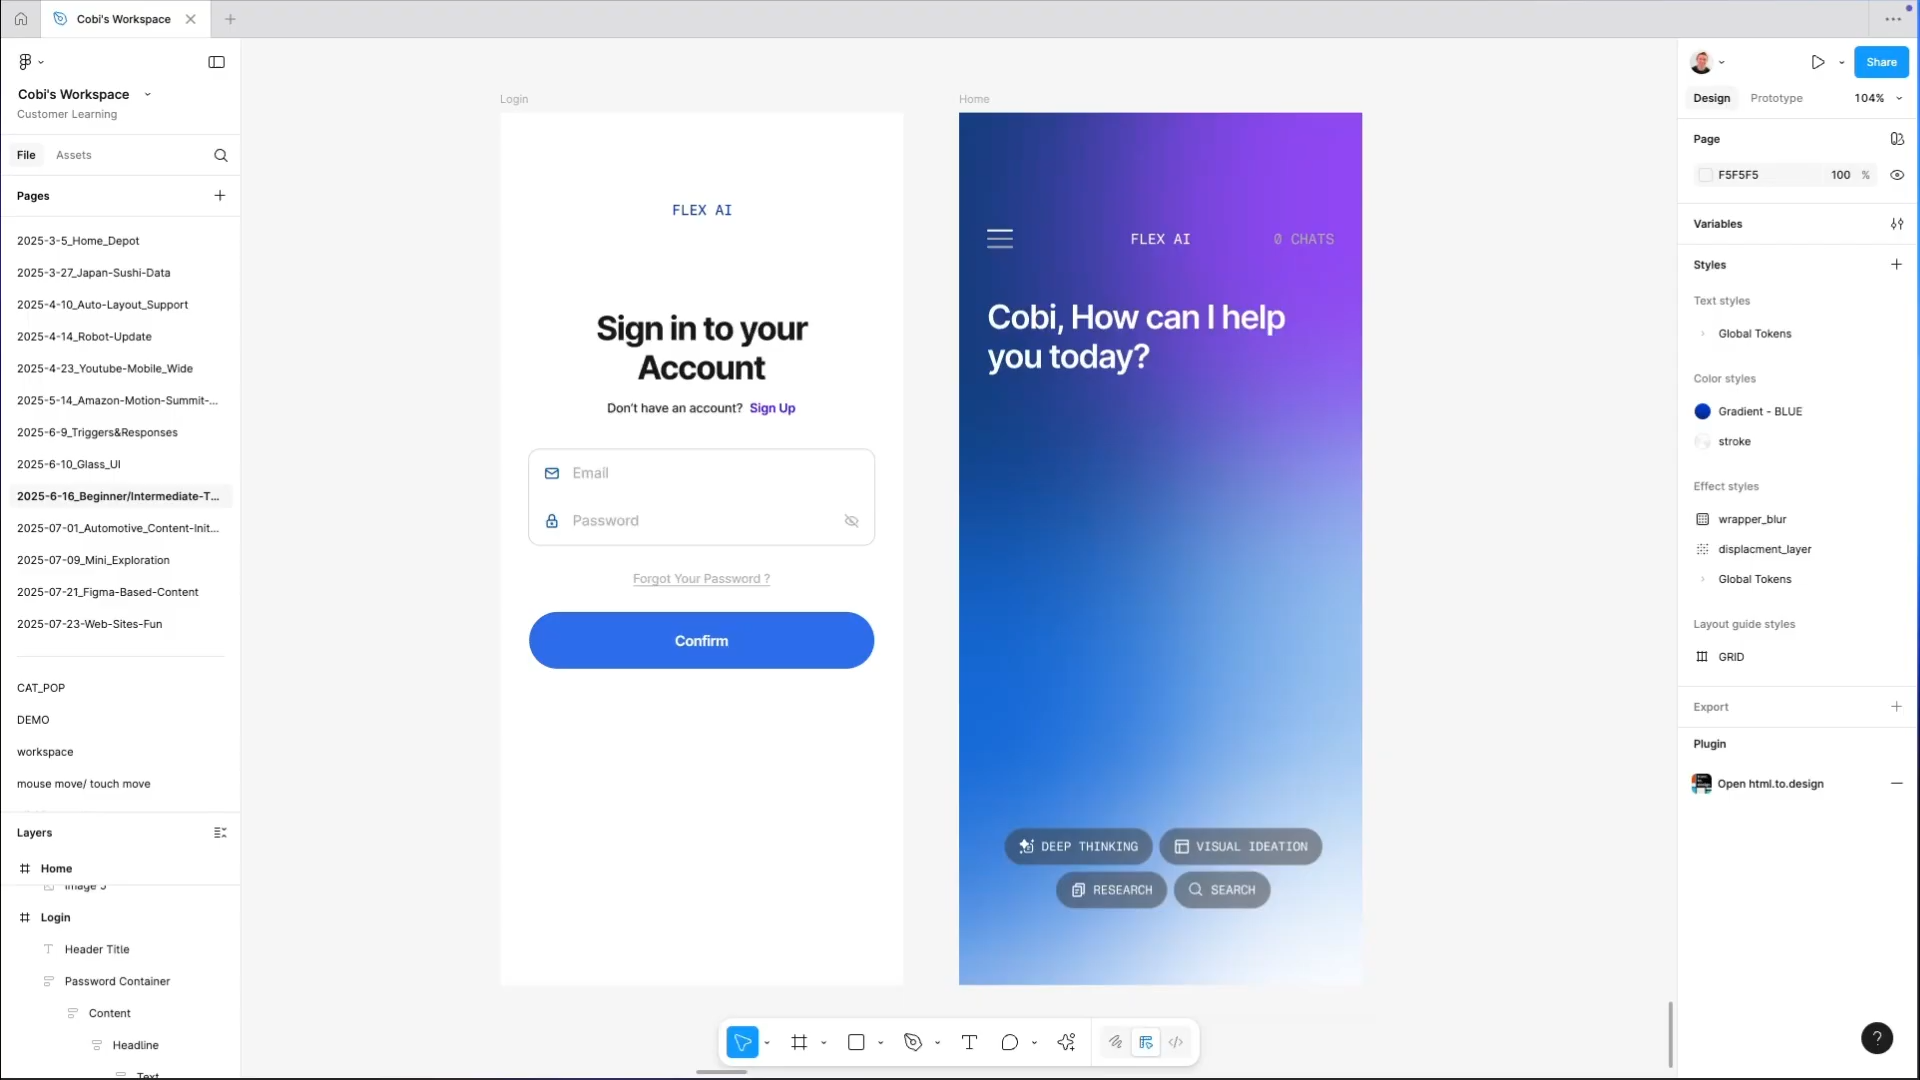 Cobi's Workspace
Cobi's Workspace
Customer Learning
File
Assets
Pages
2025-3-5_Home_Depot
2025-3-27_Japan-Sushi-Data
2025-4-10_Auto-Layout_Support
2025-4-14_Robot-Update
2025-4-23_Youtube-Mobile_Wide
2025-5-14_Amazon-Motion-Summit-...
2025-6-9_Triggers&Responses
2025-6-10_Glass_UI
2025-6-16_Beginner/Intermediate-T...
2025-07-01_Automotive_Content-Init...
2025-07-09_Mini_Exploration
2025-07-21_Figma-Based-Content
2025-07-23-Web-Sites-Fun
CAT_POP
DEMO
workspace
mouse move/ touch move
Layers
Home
Image 5
Login
Header Title
Password Container
Content
Headline
Text
Login
FLEX AI
Sign in to your
Account
Don't have an account? Sign Up
Email
Password
Forgot Your Password ?
Confirm
Home
FLEX AI
0 CHATS
Cobi, How can I help
you today?
DEEP THINKING
VISUAL IDEATION
RESEARCH
SEARCH
Share
Design
Prototype
104%
Page
F5F5F5
100 %
Variables
Styles
Text styles
Global Tokens
Color styles
Gradient - BLUE
stroke
Effect styles
wrapper_blur
displacment_layer
Global Tokens
Layout guide styles
GRID
Export
Plugin
Open html.to.design
?